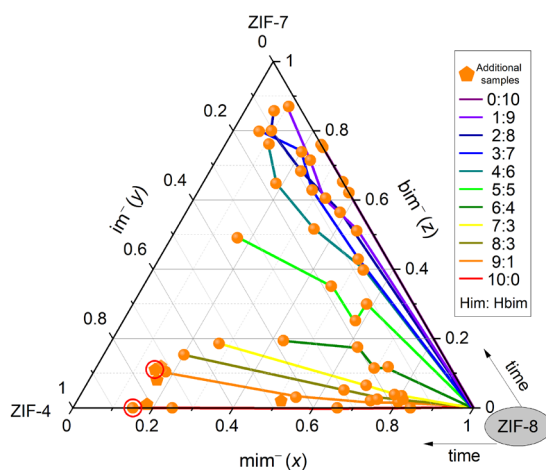 ZIF-7
0
1
0.2
0.8
0.4
0.6
0.6
0.4
0.8
0.2
1
0
im⁻ (y)
bim⁻ (z)
ZIF-4
0
0.2
0.4
0.6
0.8
1
mim⁻ (x)
ZIF-8
time
time
Additional
samples
0:10
1:9
2:8
3:7
4:6
5:5
6:4
7:3
8:3
9:1
10:0
Him: Hbim